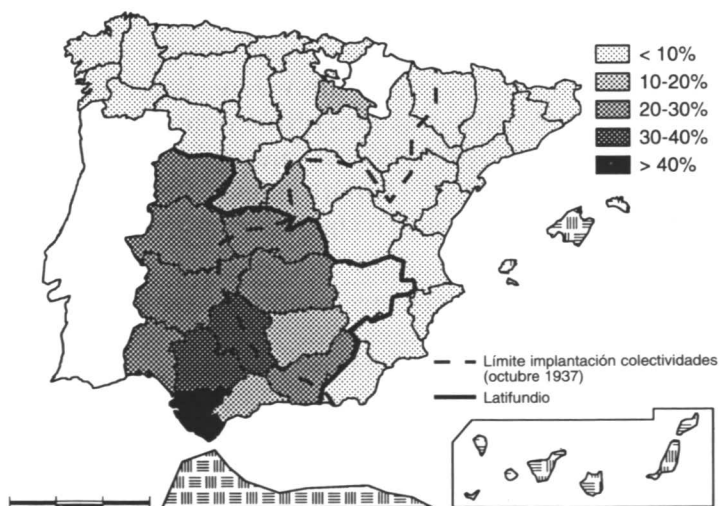 < 10%
10-20%
20-30%
30-40%
> 40%
Límite implantación colectividades
(octubre 1937)
Latifundio